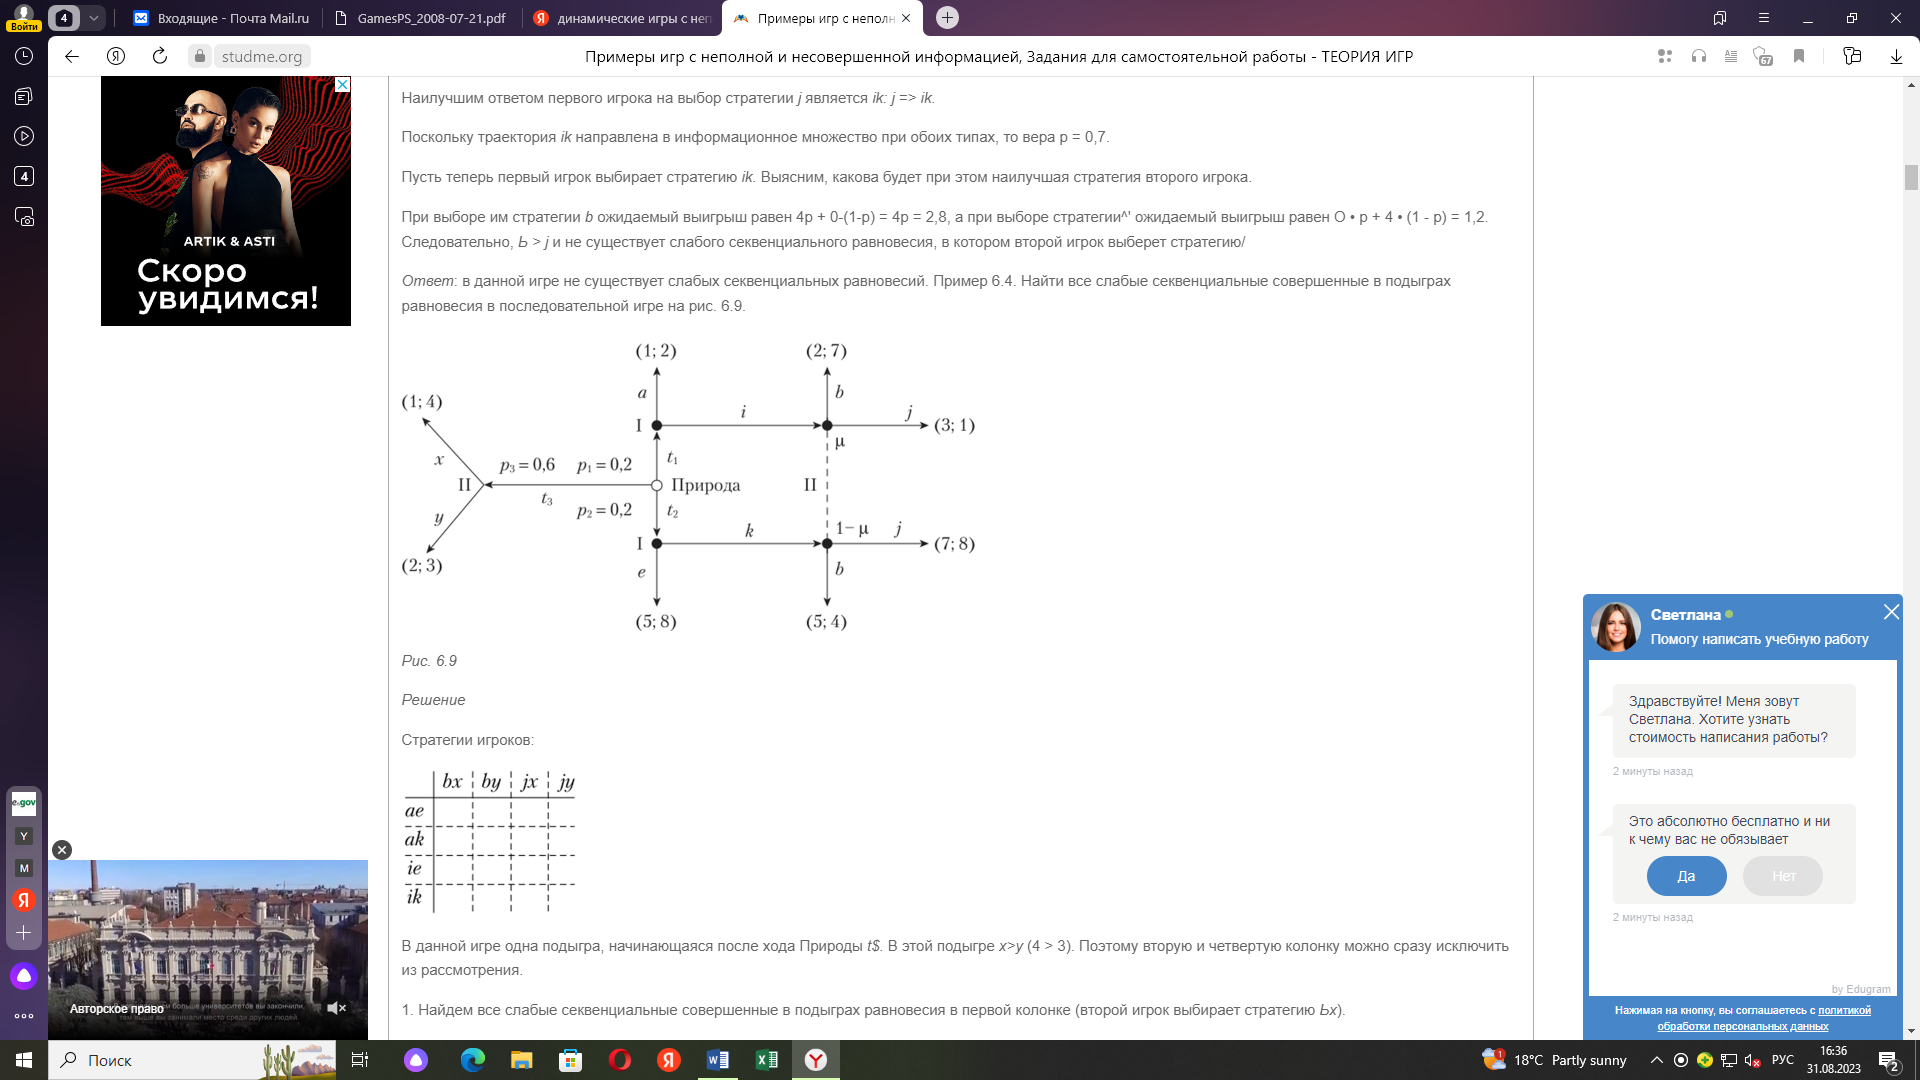 Войти
4
Входящие - Почта Mail.ru
GamesPS_2008-07-21.pdf
динамические игры с неп
Примеры игр с неполн
studme.org
Примеры игр с неполной и несовершенной информацией, Задания для самостоятельной работы - ТЕОРИЯ ИГР
67
4
ARTIK & ASTI
Скоро
увидимся!
Наилучшим ответом первого игрока на выбор стратегии j является ik: j => ik.
Поскольку траектория ik направлена в информационное множество при обоих типах, то вера p = 0,7.
Пусть теперь первый игрок выбирает стратегию ik. Выясним, какова будет при этом наилучшая стратегия второго игрока.
При выборе им стратегии b ожидаемый выигрыш равен 4p + 0-(1-p) = 4p = 2,8, а при выборе стратегии^' ожидаемый выигрыш равен О • p + 4 • (1 - p) = 1,2.
Следовательно, Ь > j и не существует слабого секвенциального равновесия, в котором второй игрок выберет стратегию/
Ответ: в данной игре не существует слабых секвенциальных равновесий. Пример 6.4. Найти все слабые секвенциальные совершенные в подыграх
равновесия в последовательной игре на рис. 6.9.
(1; 2) (2; 7)
a b
(1; 4)
i j
I (3; 1)
μ
x p₃ = 0,6 p₁ = 0,2 t₁
II Природа II
t₃ p₂ = 0,2 t₂
y
k 1− μ j
I (7; 8)
(2; 3) e b
(5; 8) (5; 4)
Рис. 6.9
Решение
Стратегии игроков:
bx by jx jy
ae
ak
ie
ik
В данной игре одна подыгра, начинающаяся после хода Природы t$. В этой подыгре x>y (4 > 3). Поэтому вторую и четвертую колонку можно сразу исключить
из рассмотрения.
1. Найдем все слабые секвенциальные совершенные в подыграх равновесия в первой колонке (второй игрок выбирает стратегию Ьх).
Светлана
Помогу написать учебную работу
Здравствуйте! Меня зовут
Светлана. Хотите узнать
стоимость написания работы?
2 минуты назад
Это абсолютно бесплатно и ни
к чему вас не обязывает
Да Нет
2 минуты назад
by Edugram
Нажимая на кнопку, вы соглашаетесь с политикой
обработки персональных данных
egov
Y
M
Я
Авторское право
Поиск
18°C Partly sunny
РУС
16:36
31.08.2023
2